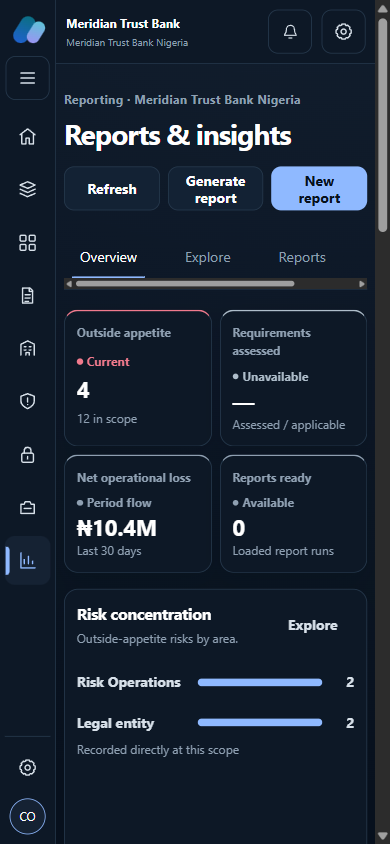 Meridian Trust Bank
Meridian Trust Bank Nigeria
Reporting · Meridian Trust Bank Nigeria
Reports & insights
Refresh
Generate
report
New
report
Overview
Explore
Reports
Outside appetite
Current
4
12 in scope
Requirements
assessed
Unavailable
—
Assessed / applicable
Net operational loss
Period flow
₦10.4M
Last 30 days
Reports ready
Available
0
Loaded report runs
Risk concentration
Outside-appetite risks by area.
Explore
Risk Operations 2
Legal entity 2
Recorded directly at this scope
CO